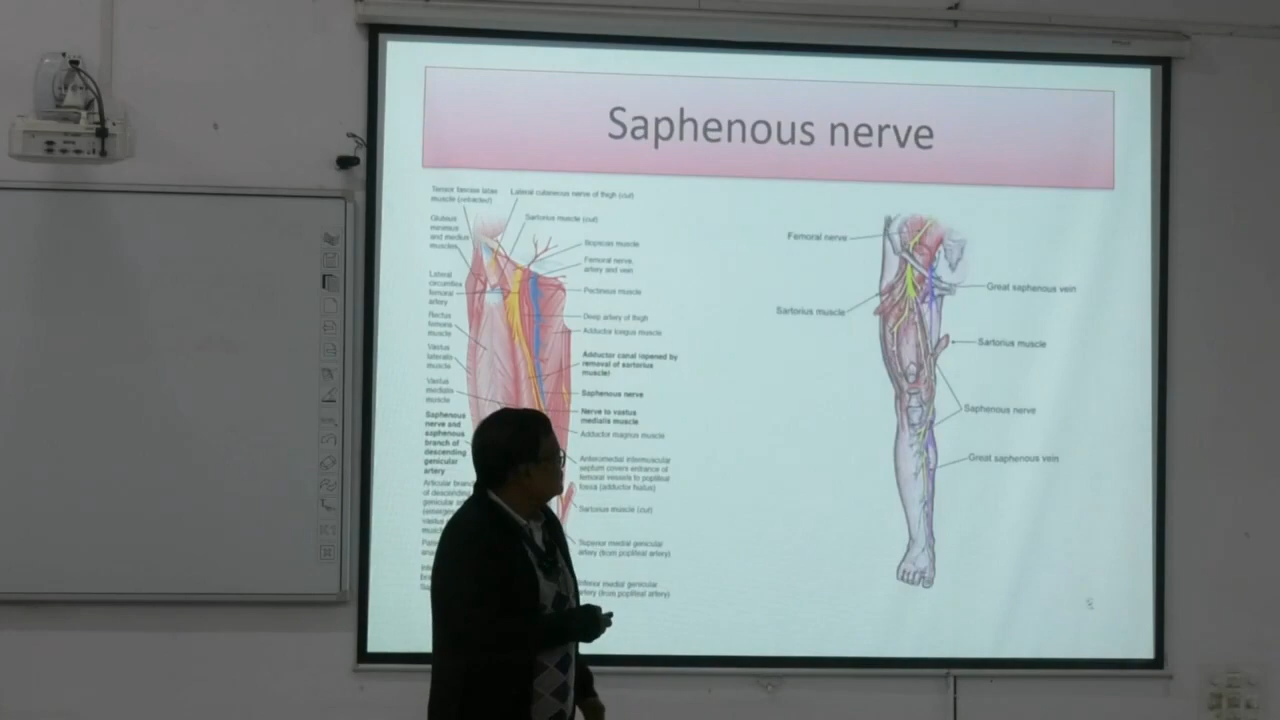 Saphenous nerve
Tensor fasciae latae
muscle (retracted)
Lateral cutaneous nerve of thigh (cut)
Sartorius muscle (cut)
Gluteus
minimus
and medius
muscles
Iliopsoas muscle
Femoral nerve,
artery and vein
Lateral
circumflex
femoral
artery
Pectineus muscle
Rectus
femoris
muscle
Deep artery of thigh
Adductor longus muscle
Vastus
lateralis
muscle
Adductor canal (opened by
removal of sartorius
muscle)
Vastus
medialis
muscle
Saphenous nerve
Nerve to vastus
medialis muscle
Adductor magnus muscle
Saphenous
nerve and
saphenous
branch of
descending
genicular
artery
Anteromedial intermuscular
septum covers entrance of
femoral vessels to popliteal
fossa (adductor hiatus)
Articular
of descending
genicular
Sartorius muscle (cut)
Superior medial genicular
artery (from popliteal artery)
medial genicular
artery (from popliteal artery)
Femoral nerve
Great saphenous vein
Sartorius muscle
Sartorius muscle
Saphenous nerve
Great saphenous vein